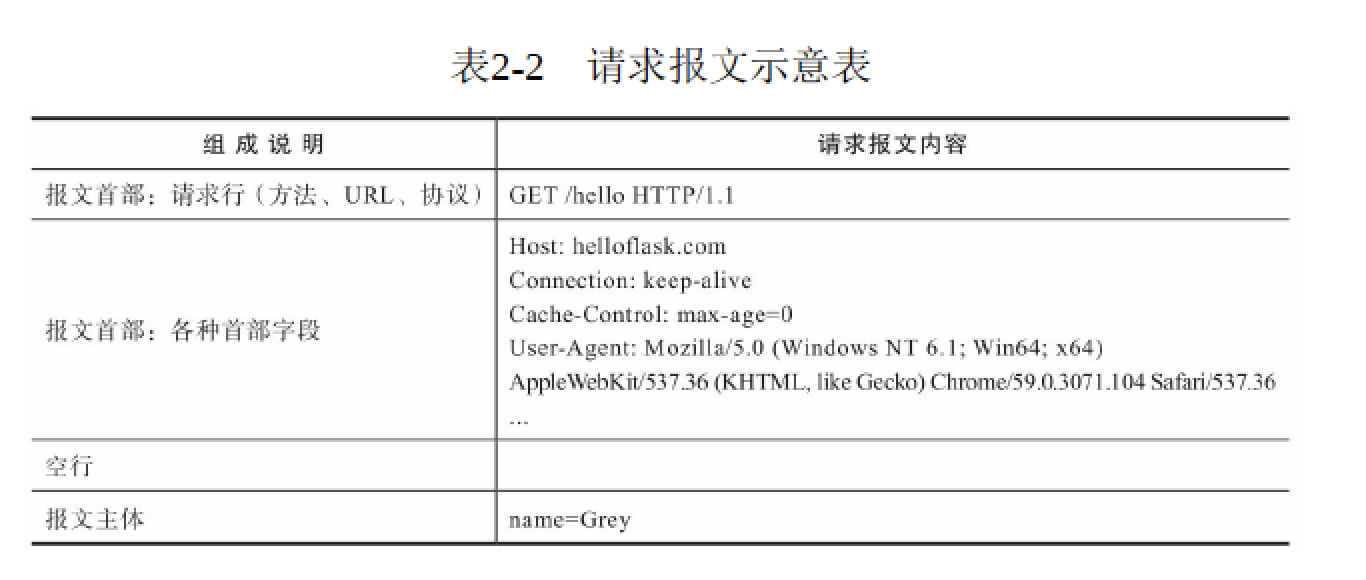 表2-2 请求报文示意表
组成说明 请求报文内容
报文首部：请求行（方法、URL、协议） GET /hello HTTP/1.1
报文首部：各种首部字段
Host: helloflask.com
Connection: keep-alive
Cache-Control: max-age=0
User-Agent: Mozilla/5.0 (Windows NT 6.1; Win64; x64)
AppleWebKit/537.36 (KHTML, like Gecko) Chrome/59.0.3071.104 Safari/537.36
...
空行
报文主体 name=Grey